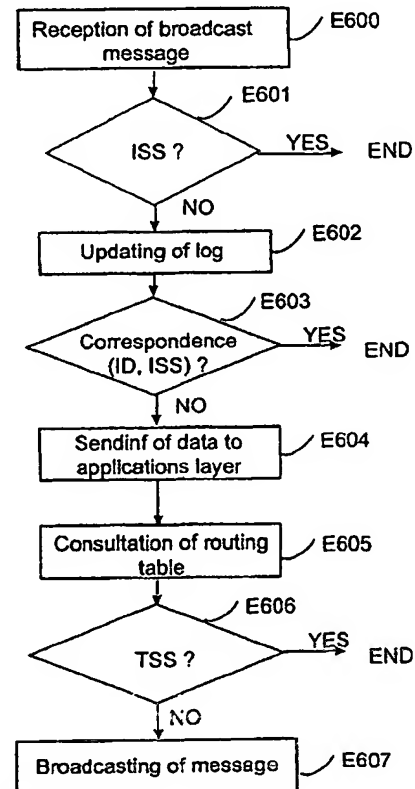 Reception of broadcast
message
E600
E601
ISS ?
YES
END
NO
Updating of log
E602
E603
Correspondence
(ID, ISS) ?
YES
END
NO
Sendinf of data to
applications layer
E604
Consultation of routing
table
E605
E606
TSS ?
YES
END
NO
Broadcasting of message
E607